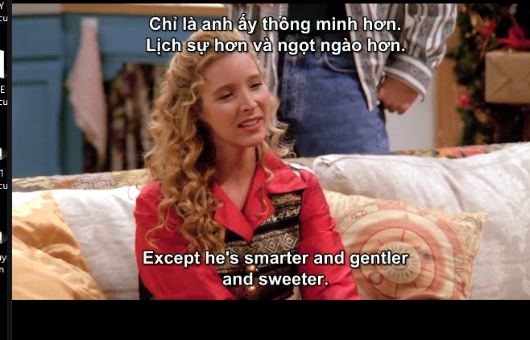 Chỉ là anh ấy thông minh hơn.
Lịch sự hơn và ngọt ngào hơn.
Except he's smarter and gentler
and sweeter.